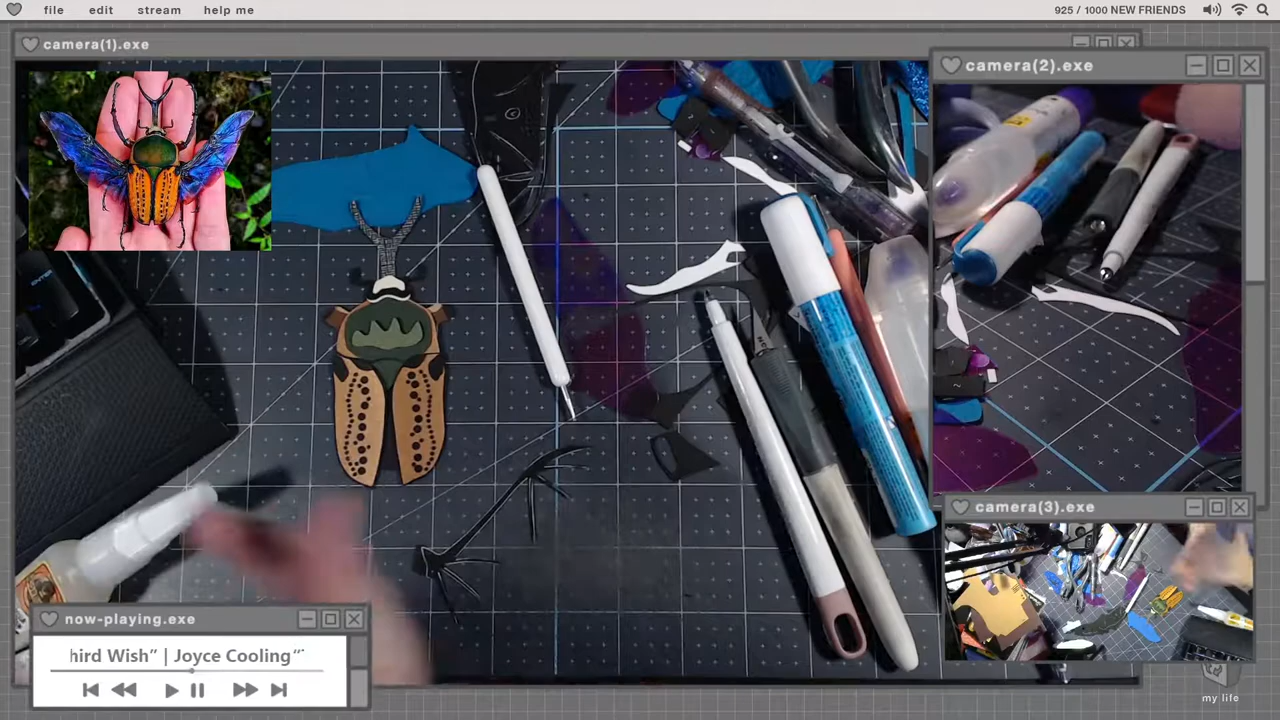 file edit stream help me
925 / 1000 NEW FRIENDS
camera(1).exe
camera(2).exe
camera(3).exe
now-playing.exe
hird Wish” | Joyce Cooling“
my life